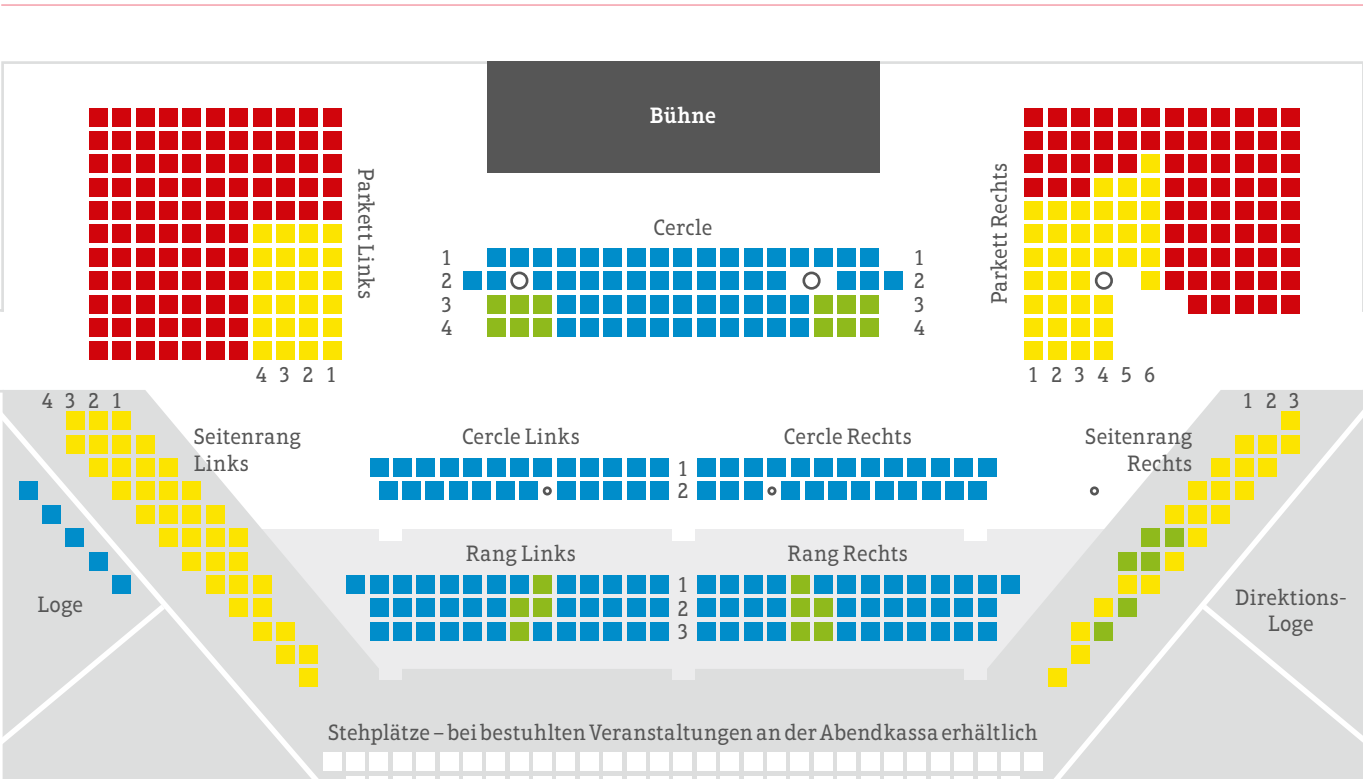 Bühne
Parkett Links
Parkett Rechts
Cercle
1 1
2 2
3 3
4 4
4 3 2 1
1 2 3 4 5 6
4 3 2 1
1 2 3
Seitenrang
Links
Cercle Links
Cercle Rechts
Seitenrang
Rechts
1
2
Rang Links
Rang Rechts
1
2
3
Loge
Direktions-
Loge
Stehplätze – bei bestuhlten Veranstaltungen an der Abendkassa erhältlich